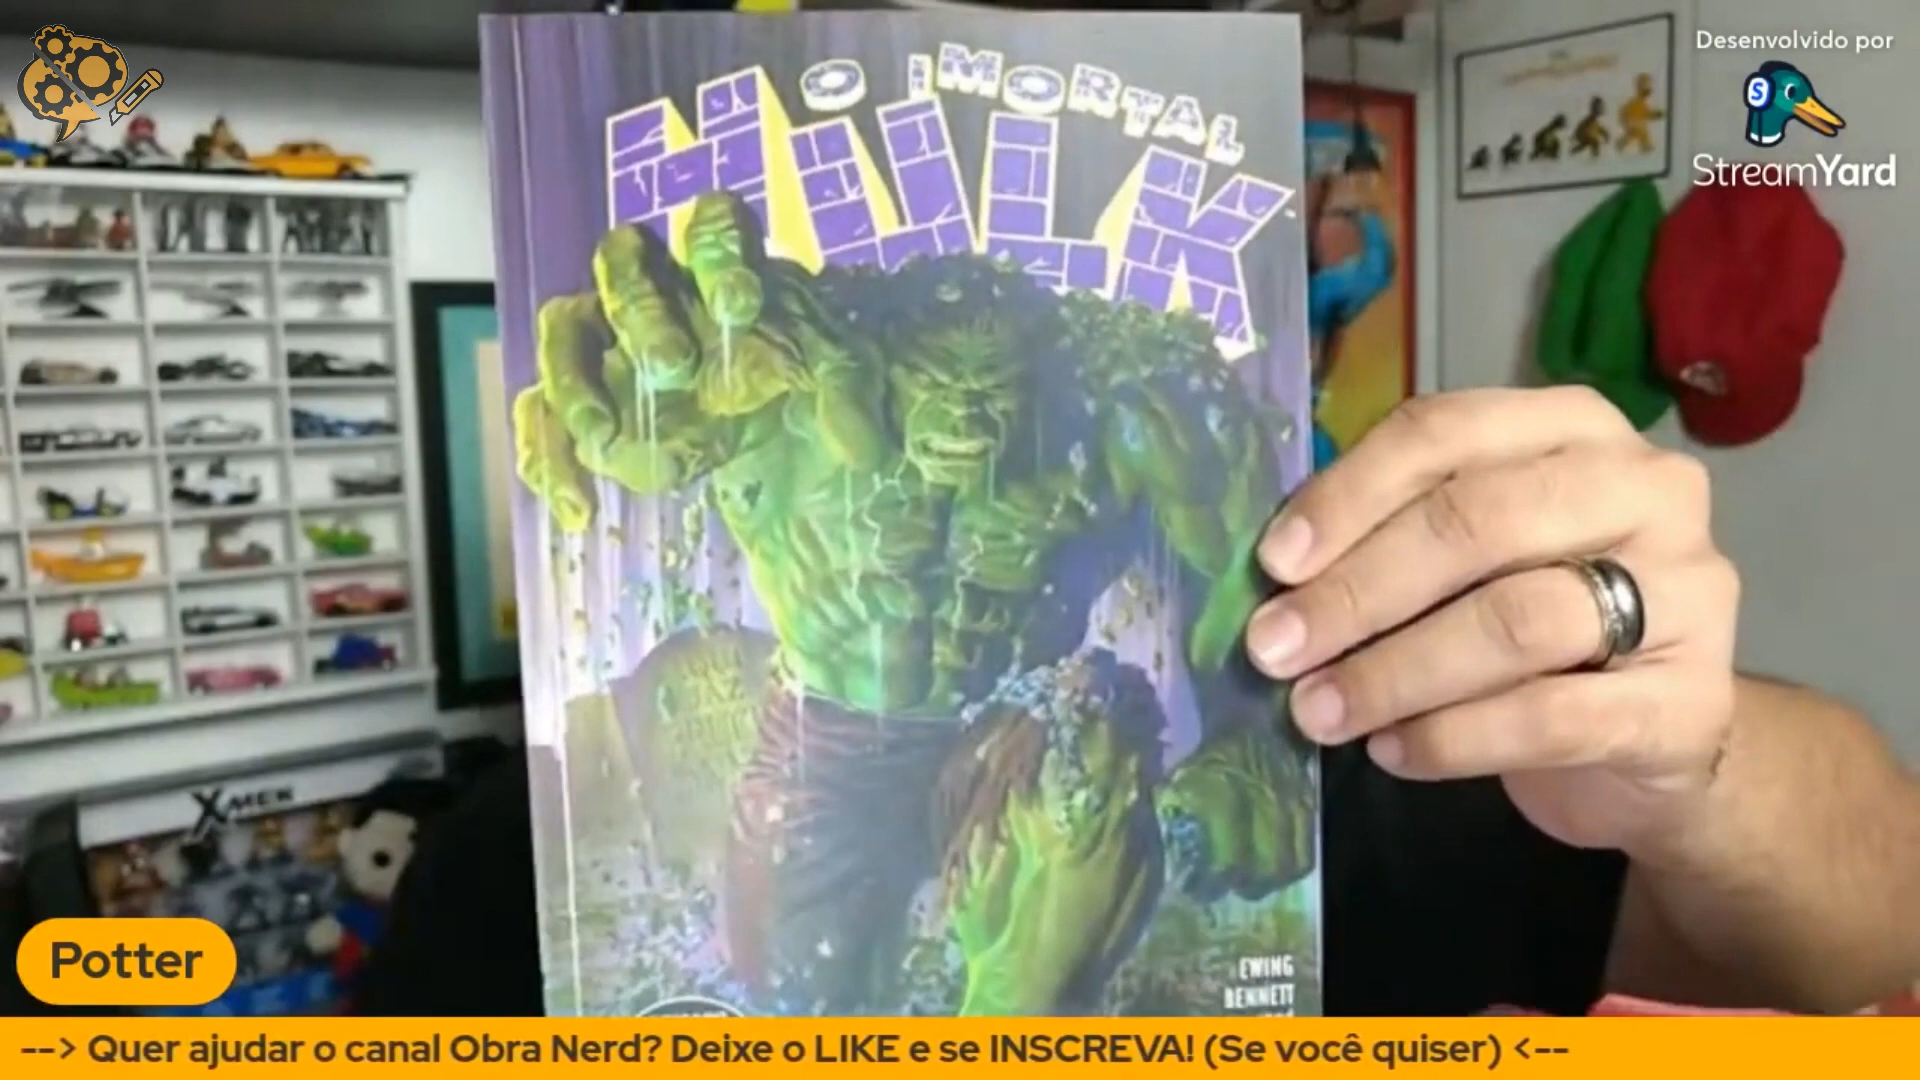 Desenvolvido por
S
StreamYard
O IMORTAL
HULK
X-MEN
EWING
BENNETT
Potter
--> Quer ajudar o canal Obra Nerd? Deixe o LIKE e se INSCREVA! (Se você quiser) <--